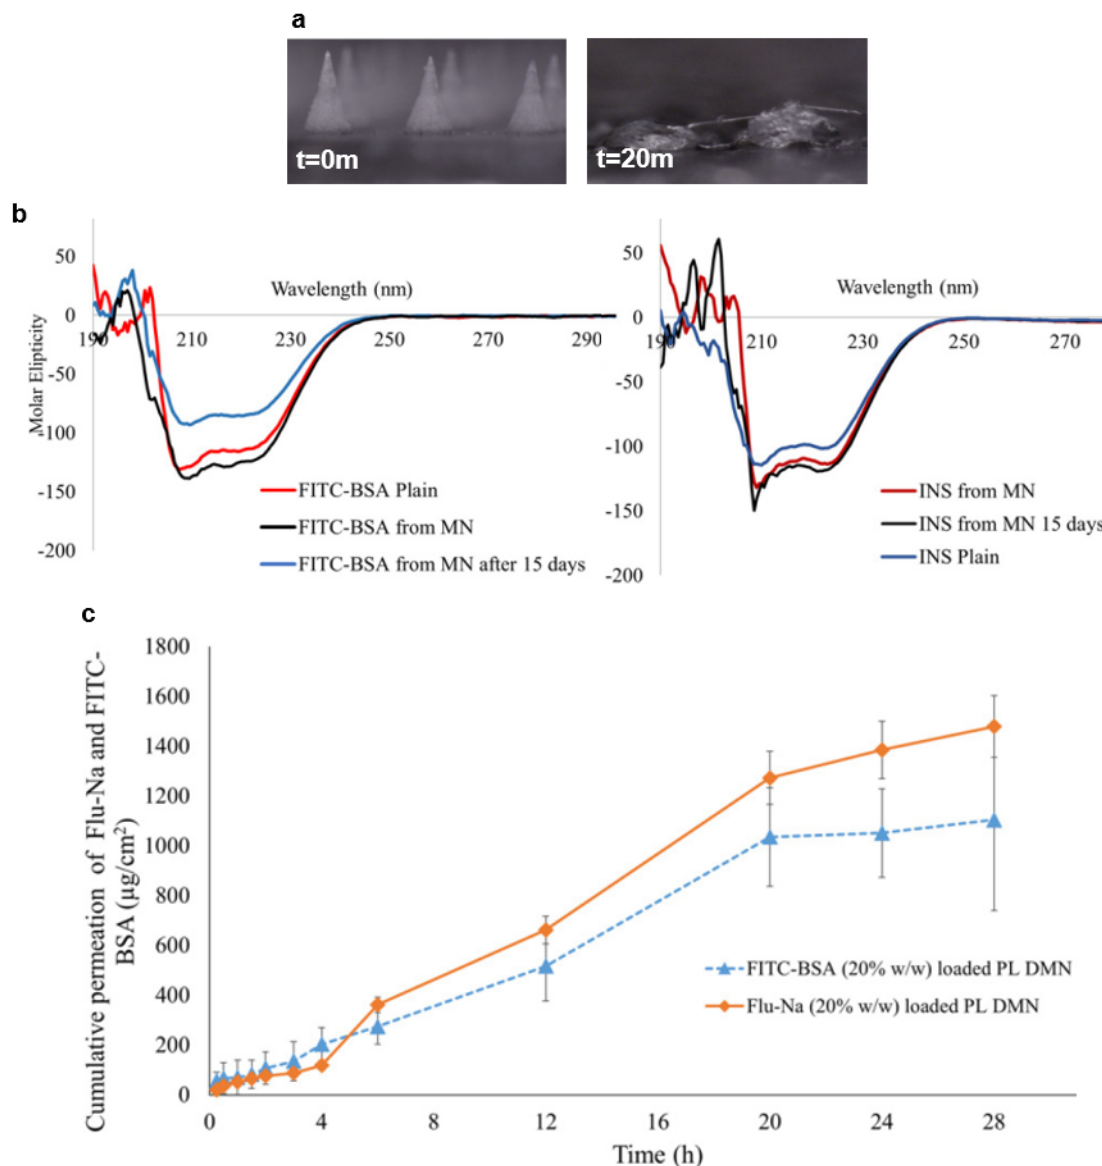 a
t=0m
t=20m
b
50
0
-50
-100
-150
-200
Molar Elipticity
Wavelength (nm)
190
210
230
250
270
290
FITC-BSA Plain
FITC-BSA from MN
FITC-BSA from MN after 15 days
50
0
-50
-100
-150
-200
Wavelength (nm)
190
210
230
250
270
INS from MN
INS from MN 15 days
INS Plain
c
Cumulative permeation of Flu-Na and FITC-
BSA (µg/cm²)
1800
1600
1400
1200
1000
800
600
400
200
0
FITC-BSA (20% w/w) loaded PL DMN
Flu-Na (20% w/w) loaded PL DMN
0
4
8
12
16
20
24
28
Time (h)